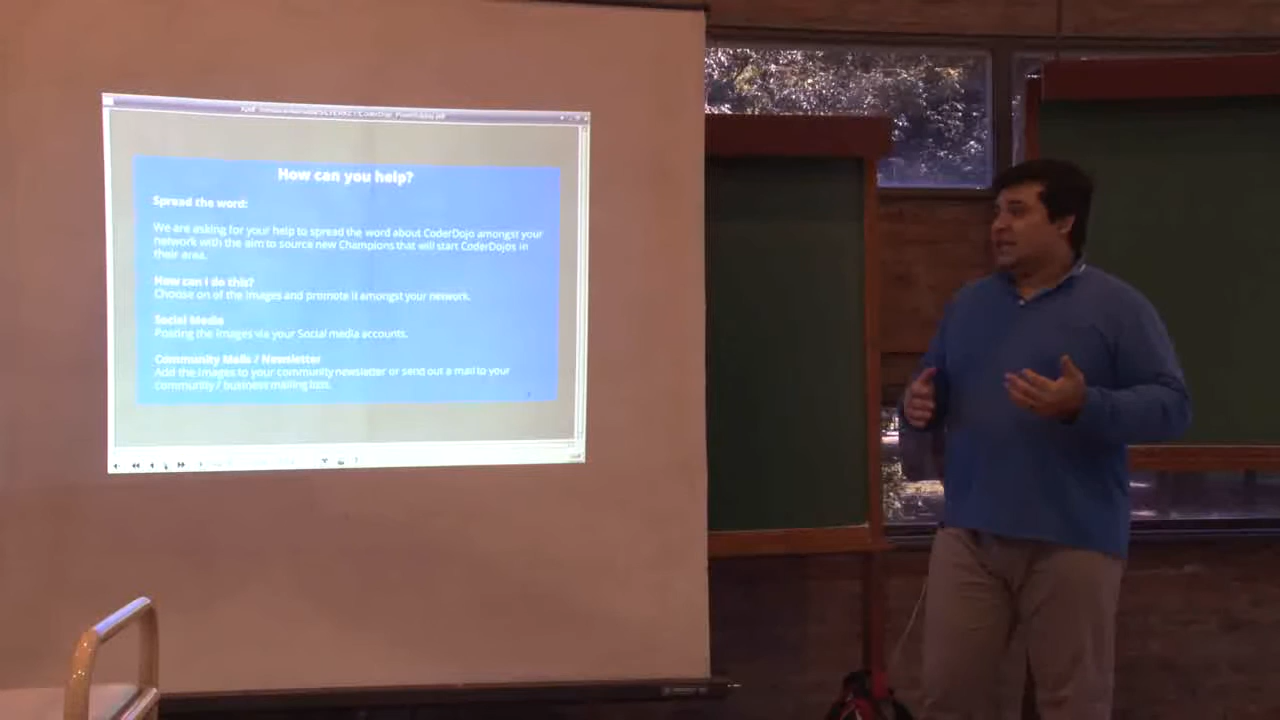 How can you help?
Spread the word:
We are asking for your help to spread the word about CoderDojo amongst your
network with the aim to source new Champions that will start CoderDojos in
their area.
How can I do this?
Choose on of the images and promote it amongst your network.
Social Media
Posting the images via your Social media accounts.
Community Mails / Newsletter
Add the images to your community newsletter or send out a mail to your
community / business mailing lists.